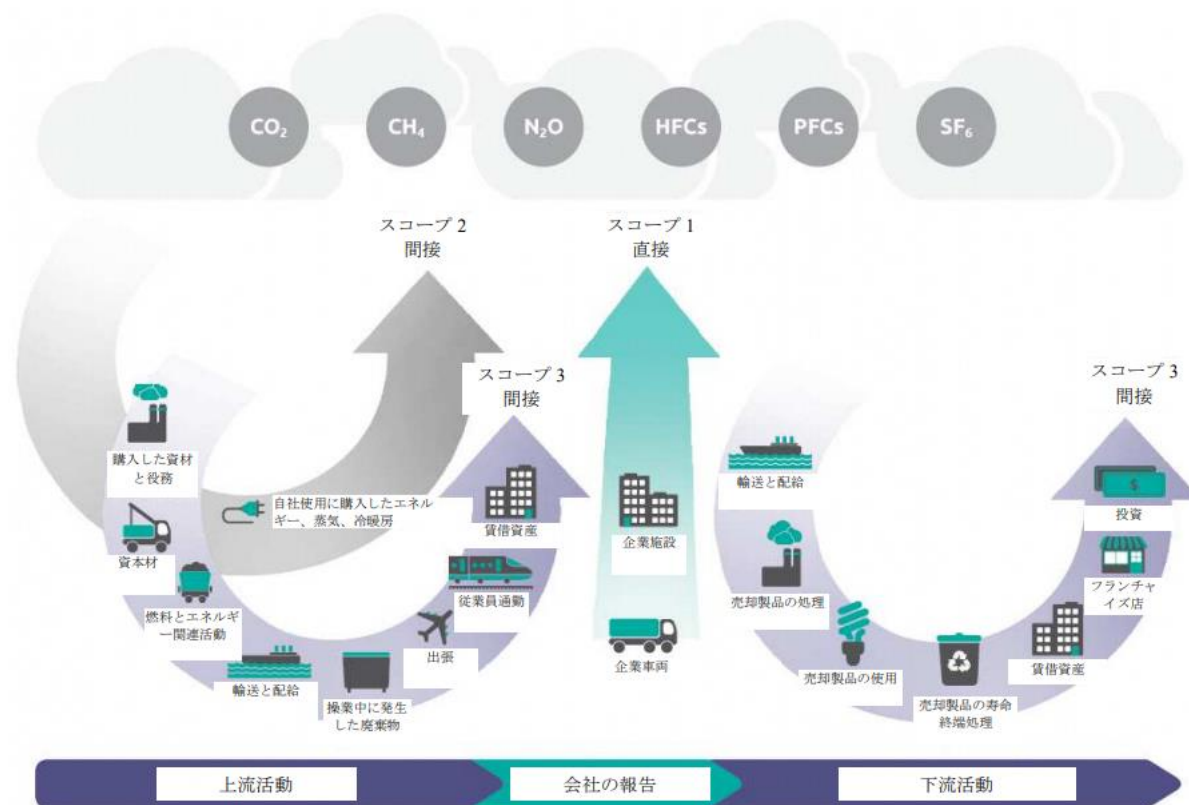 CO₂
CH₄
N₂O
HFCs
PFCs
SF₆
スコープ 2
間接
スコープ 1
直接
スコープ 3
間接
スコープ 3
間接
購入した資材
と役務
資本材
燃料とエネルギ
ー関連活動
輸送と配給
操業中に発生
した廃棄物
出張
従業員通勤
賃借資産
自社使用に購入したエネル
ギー、蒸気、冷暖房
企業施設
企業車両
輸送と配給
売却製品の処理
売却製品の使用
売却製品の寿命
終端処理
賃借資産
フランチャ
イズ店
投資
$
上流活動
会社の報告
下流活動